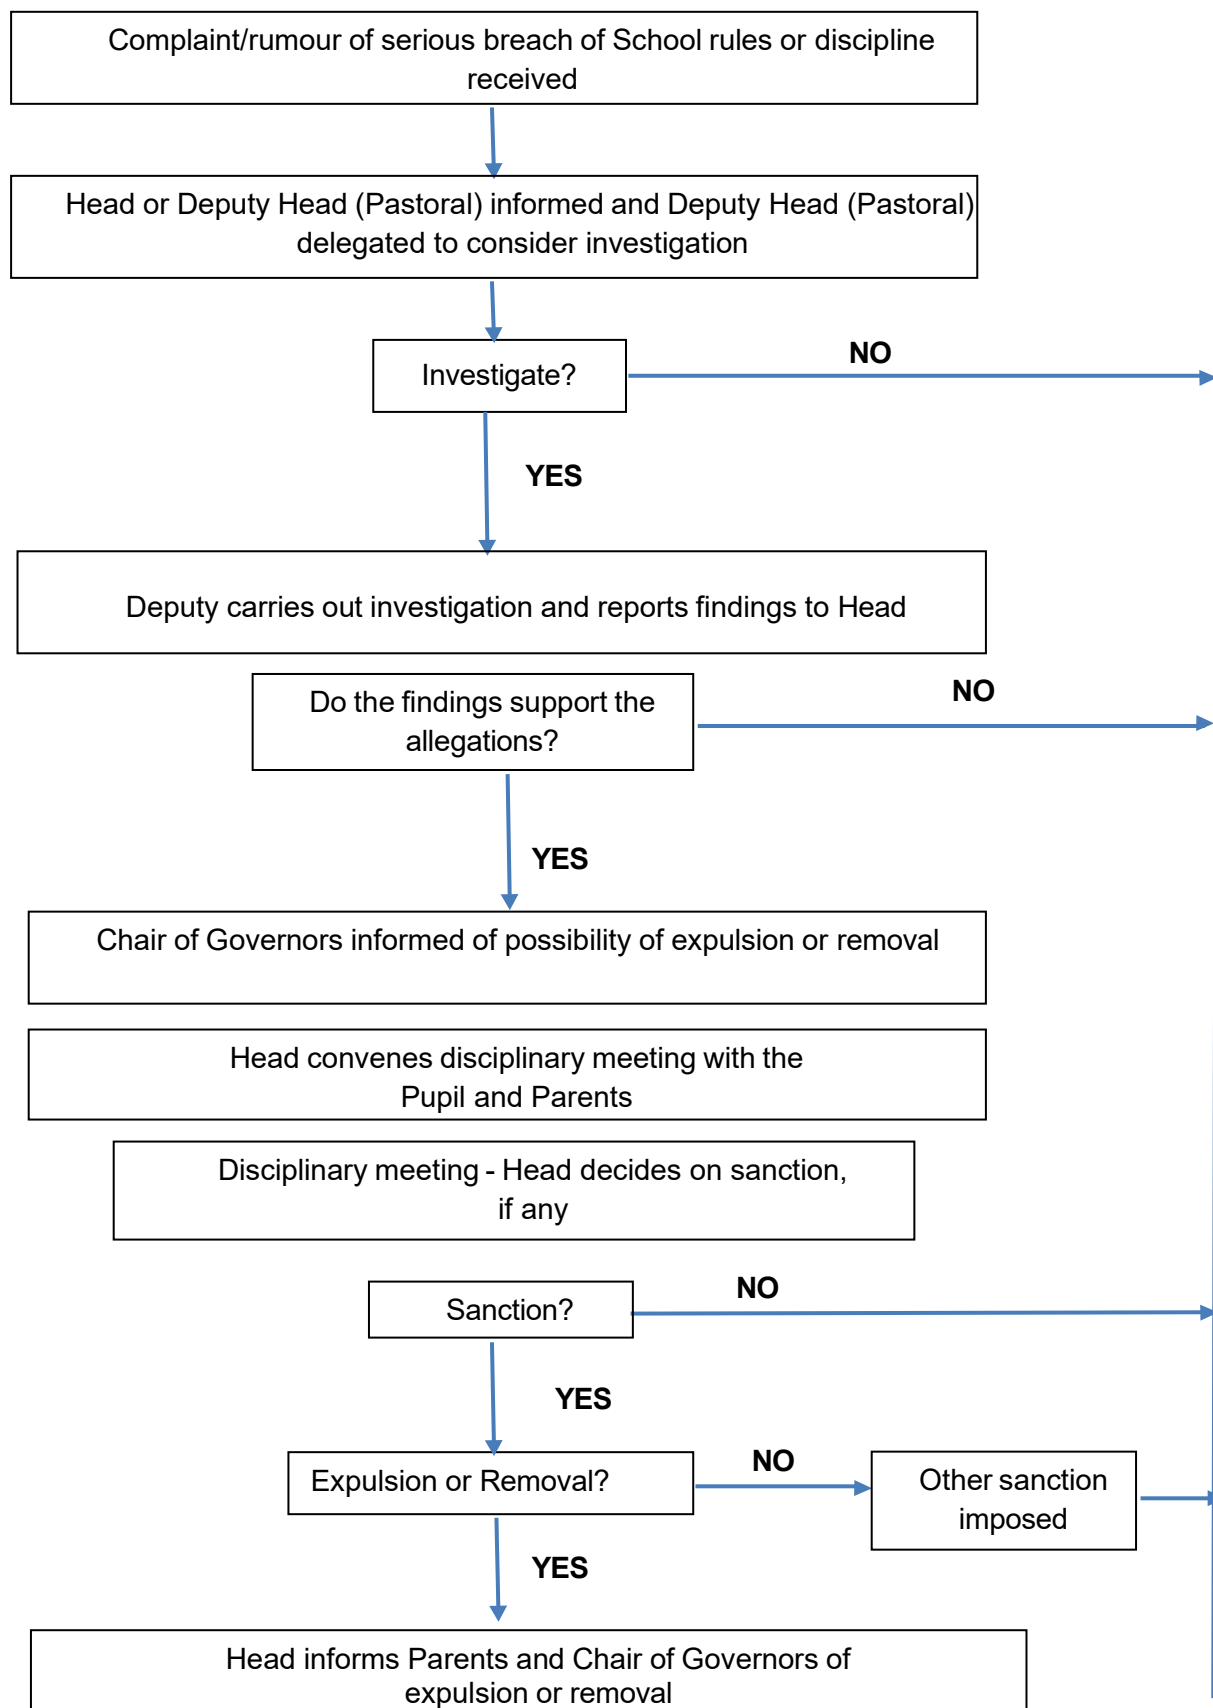 Complaint/rumour of serious breach of School rules or discipline
received
Head or Deputy Head (Pastoral) informed and Deputy Head (Pastoral)
delegated to consider investigation
Investigate?
NO
YES
Deputy carries out investigation and reports findings to Head
Do the findings support the
allegations?
NO
YES
Chair of Governors informed of possibility of expulsion or removal
Head convenes disciplinary meeting with the
Pupil and Parents
Disciplinary meeting - Head decides on sanction,
if any
Sanction?
NO
YES
Expulsion or Removal?
NO
Other sanction
imposed
YES
Head informs Parents and Chair of Governors of
expulsion or removal